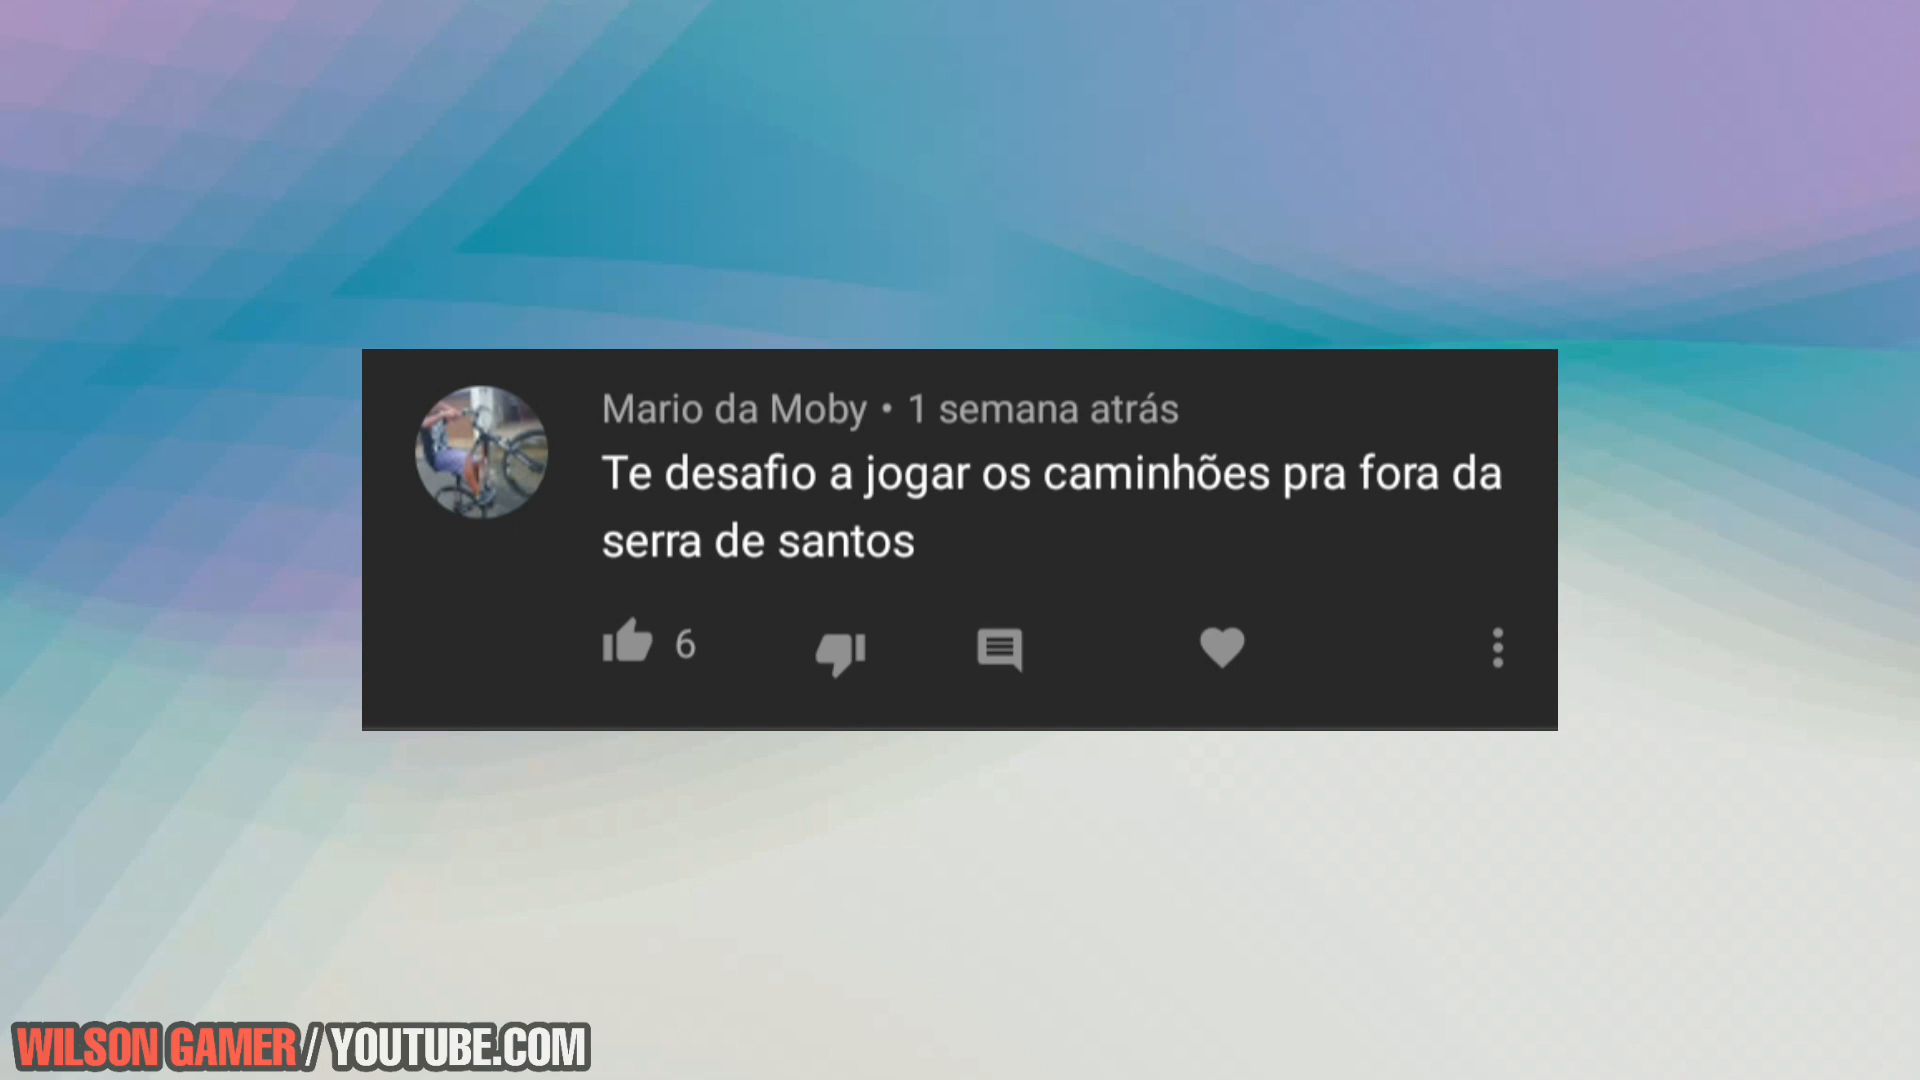 Mario da Moby • 1 semana atrás
Te desafio a jogar os caminhões pra fora da
serra de santos
6
WILSON GAMER / YOUTUBE.COM